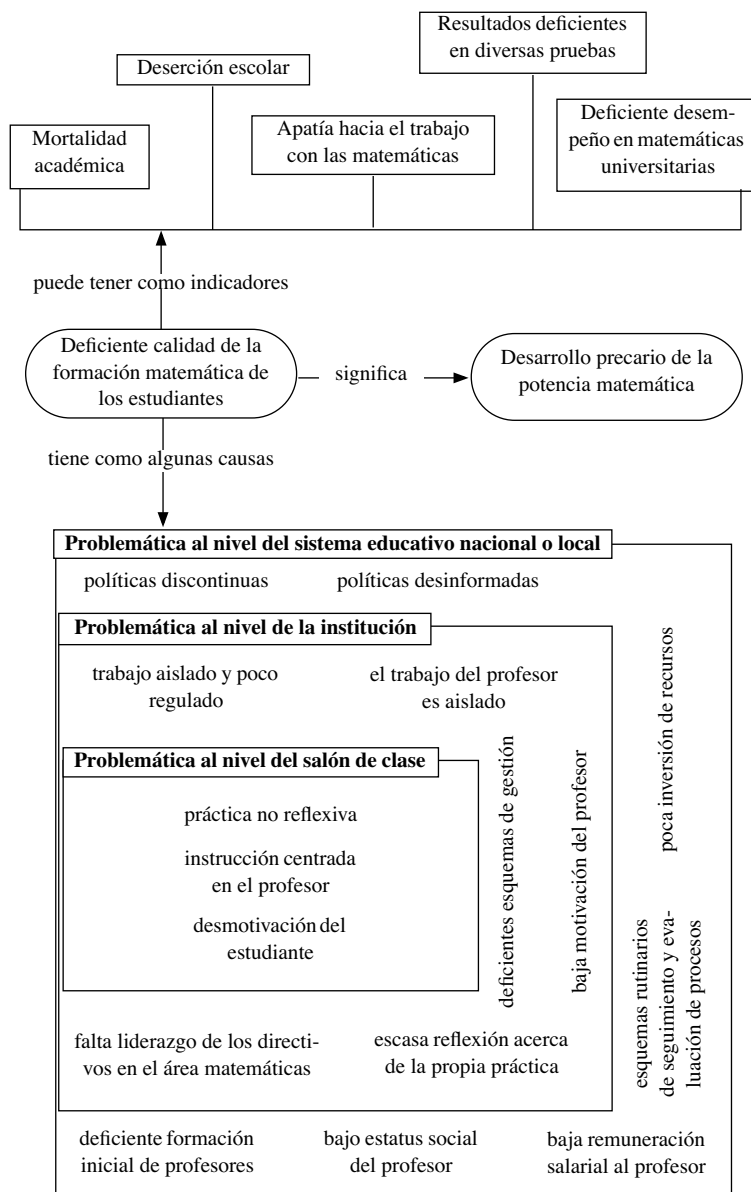 Resultados deficientes
en diversas pruebas
Deserción escolar
Mortalidad
académica
Apatía hacia el trabajo
con las matemáticas
Deficiente desem-
peño en matemáticas
universitarias
puede tener como indicadores
Deficiente calidad de la
formación matemática de
los estudiantes
significa
Desarrollo precario de la
potencia matemática
tiene como algunas causas
Problemática al nivel del sistema educativo nacional o local
políticas discontinuas
políticas desinformadas
Problemática al nivel de la institución
trabajo aislado y poco
regulado
el trabajo del profesor
es aislado
Problemática al nivel del salón de clase
práctica no reflexiva
instrucción centrada
en el profesor
desmotivación del
estudiante
deficientes esquemas de gestión
baja motivación del profesor
poca inversión de recursos
esquemas rutinarios
de seguimiento y eva-
luación de procesos
falta liderazgo de los directi-
vos en el área matemáticas
escasa reflexión acerca
de la propia práctica
deficiente formación
inicial de profesores
bajo estatus social
del profesor
baja remuneración
salarial al profesor